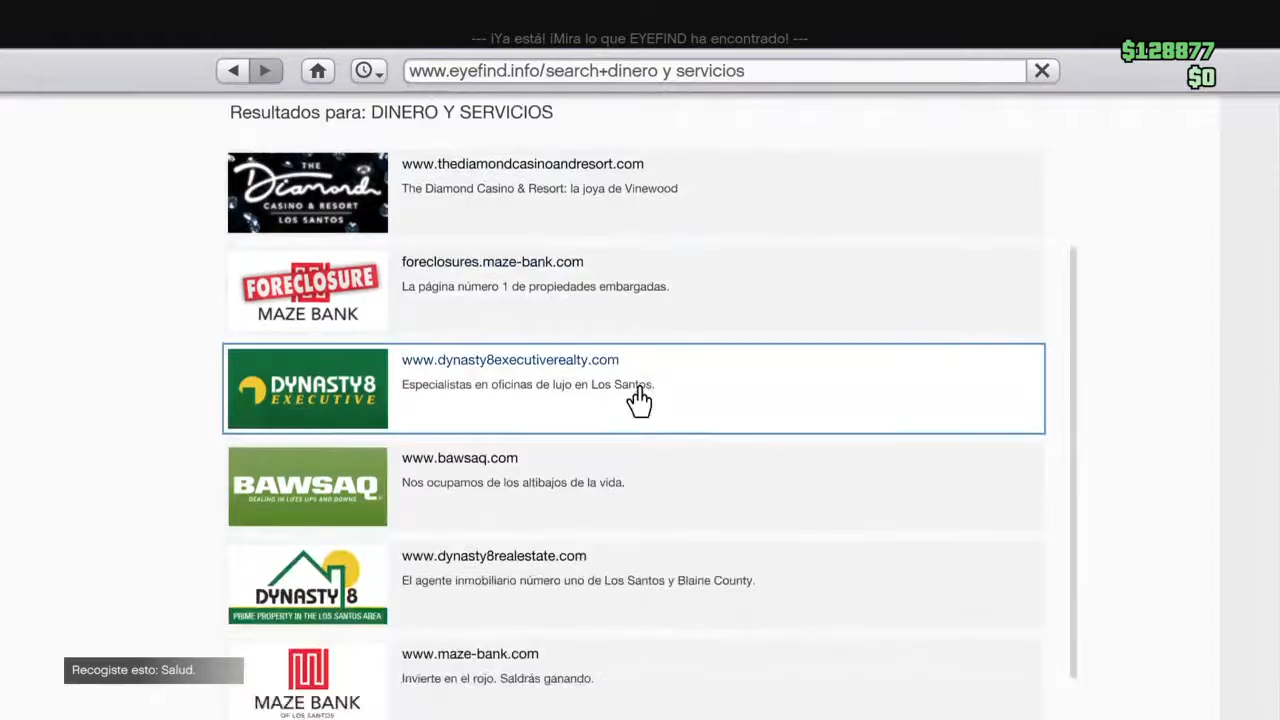 --- ¡Ya está! ¡Mira lo que EYEFIND ha encontrado! ---
$128877
$0
www.eyefind.info/search+dinero y servicios
Resultados para: DINERO Y SERVICIOS
THE
Diamond
CASINO & RESORT
LOS SANTOS
www.thediamondcasinoandresort.com
The Diamond Casino & Resort: la joya de Vinewood
FORECLOSURE
MAZE BANK
foreclosures.maze-bank.com
La página número 1 de propiedades embargadas.
DYNASTY8
EXECUTIVE
www.dynasty8executiverealty.com
Especialistas en oficinas de lujo en Los Santos.
BAWSAQ
DEALING IN LIFES UPS AND DOWNS
www.bawsaq.com
Nos ocupamos de los altibajos de la vida.
DYNASTY 8
PRIME PROPERTY IN THE LOS SANTOS AREA
www.dynasty8realestate.com
El agente inmobiliario número uno de Los Santos y Blaine County.
MAZE BANK
OF LOS SANTOS
www.maze-bank.com
Invierte en el rojo. Saldrás ganando.
Recogiste esto: Salud.